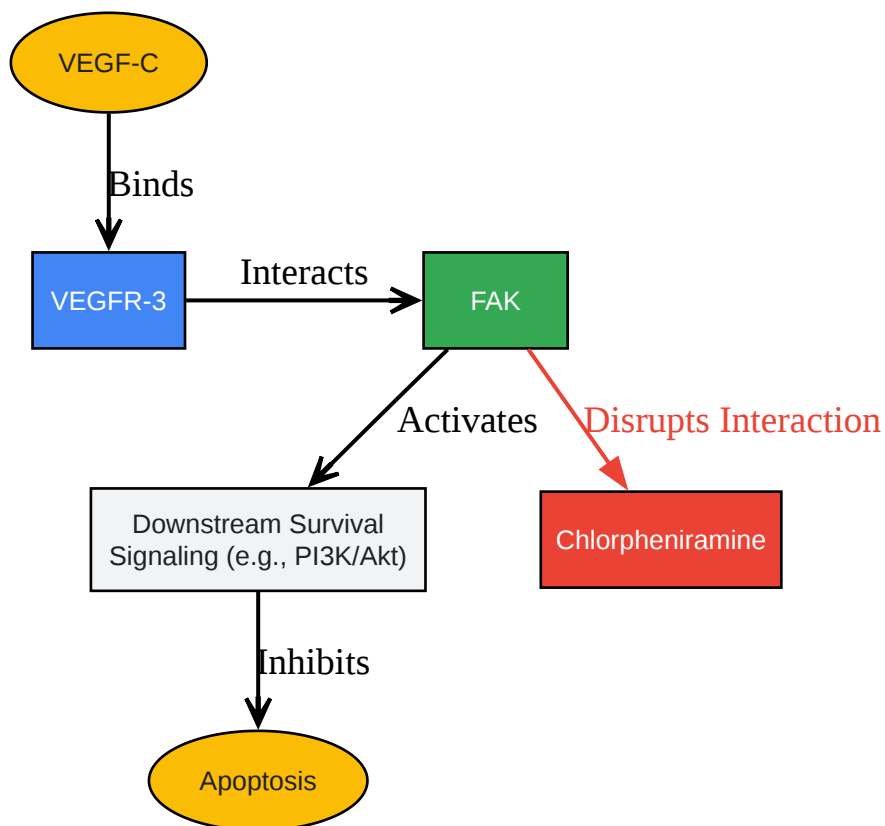 VEGF-C
Binds
VEGFR-3
Interacts
FAK
Activates
Disrupts Interaction
Downstream Survival
Signaling (e.g., PI3K/Akt)
Chlorpheniramine
Inhibits
Apoptosis